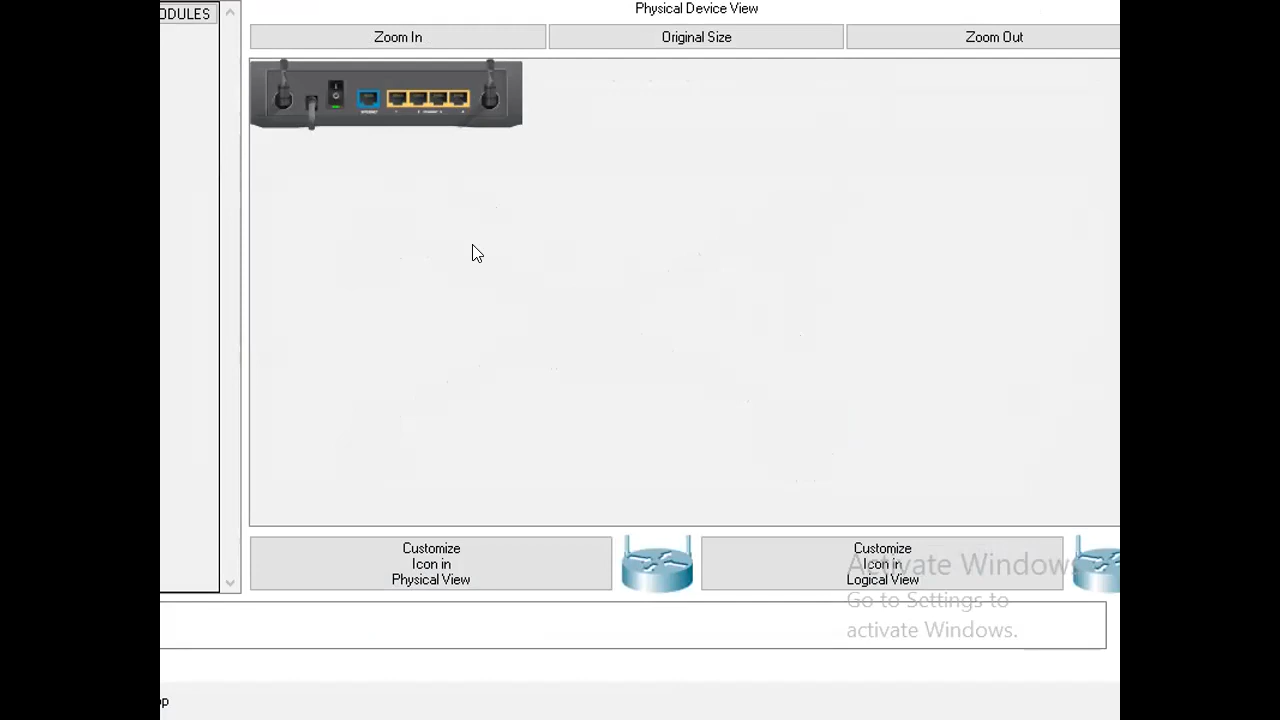 ODULES
Physical Device View
Zoom In
Original Size
Zoom Out
Customize
Icon in
Physical View
Customize
Icon in
Logical View
Activate Windows
Go to Settings to
activate Windows.
op